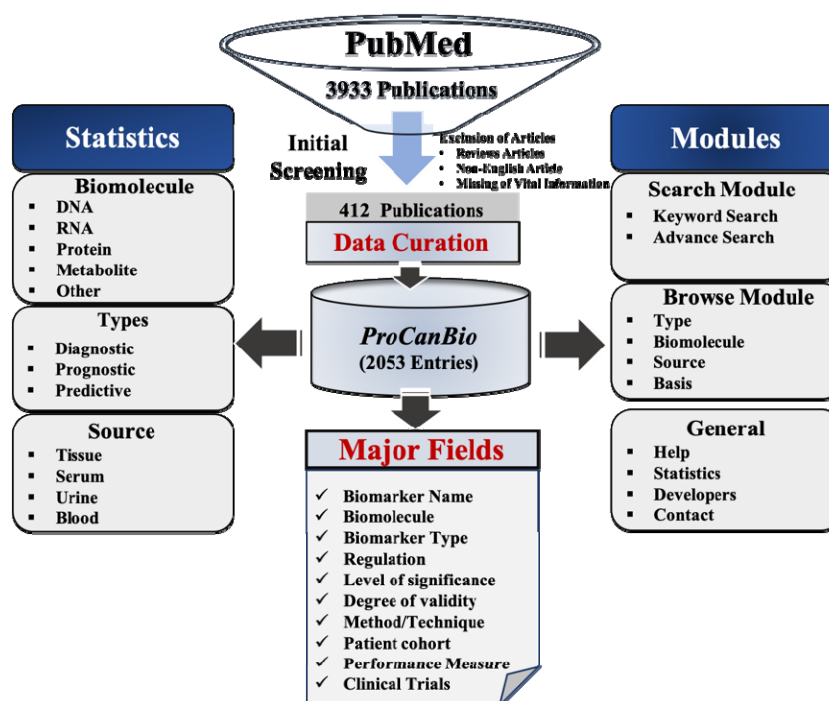 PubMed
3933 Publications
Initial
Screening
Exclusion of Articles
• Reviews Articles
• Non-English Article
• Missing of Vital Information
412 Publications
Data Curation
ProCanBio
(2053 Entries)
Statistics
Biomolecule
▪ DNA
▪ RNA
▪ Protein
▪ Metabolite
▪ Other
Types
▪ Diagnostic
▪ Prognostic
▪ Predictive
Source
▪ Tissue
▪ Serum
▪ Urine
▪ Blood
Major Fields
✓ Biomarker Name
✓ Biomolecule
✓ Biomarker Type
✓ Regulation
✓ Level of significance
✓ Degree of validity
✓ Method/Technique
✓ Patient cohort
✓ Performance Measure
✓ Clinical Trials
Modules
Search Module
▪ Keyword Search
▪ Advance Search
Browse Module
▪ Type
▪ Biomolecule
▪ Source
▪ Basis
General
▪ Help
▪ Statistics
▪ Developers
▪ Contact